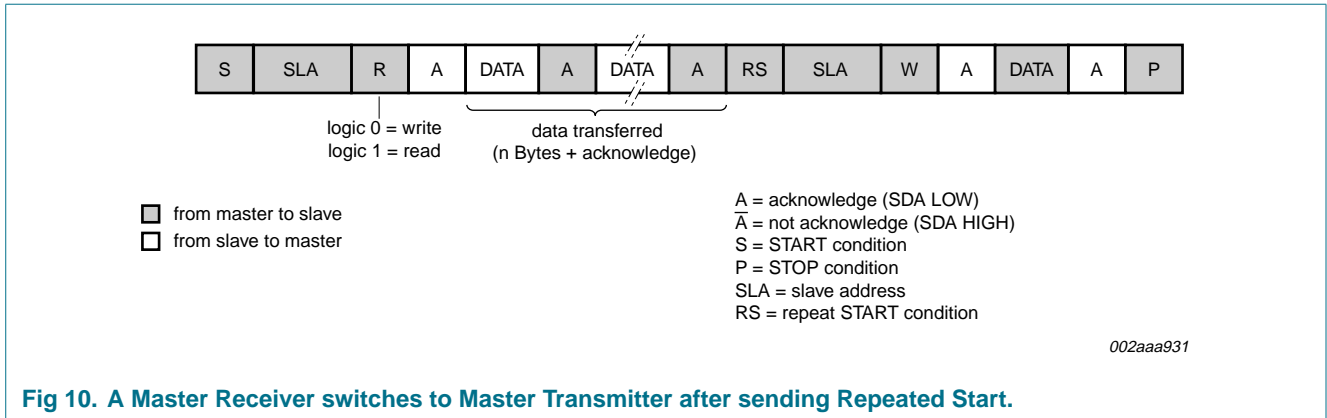 S SLA R A DATA A DATA A RS SLA W A DATA A P
logic 0 = write
logic 1 = read
data transferred
(n Bytes + acknowledge)
from master to slave
from slave to master
A = acknowledge (SDA LOW)
A̅ = not acknowledge (SDA HIGH)
S = START condition
P = STOP condition
SLA = slave address
RS = repeat START condition
002aaa931
Fig 10. A Master Receiver switches to Master Transmitter after sending Repeated Start.